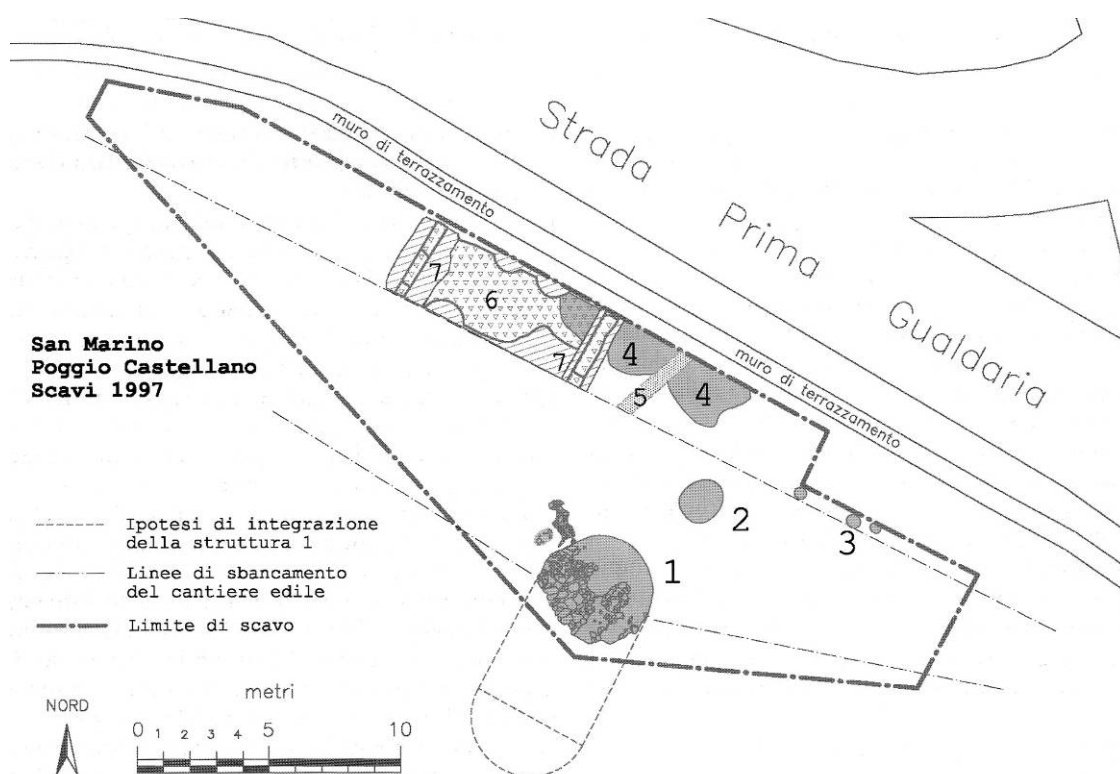 Strada
Prima
Gualdaria
muro di terrazzamento
muro di terrazzamento
7
6
7
4
5
4
2
3
1
San Marino
Poggio Castellano
Scavi 1997
Ipotesi di integrazione
della struttura 1
Linee di sbancamento
del cantiere edile
Limite di scavo
NORD
metri
0 1 2 3 4 5 10